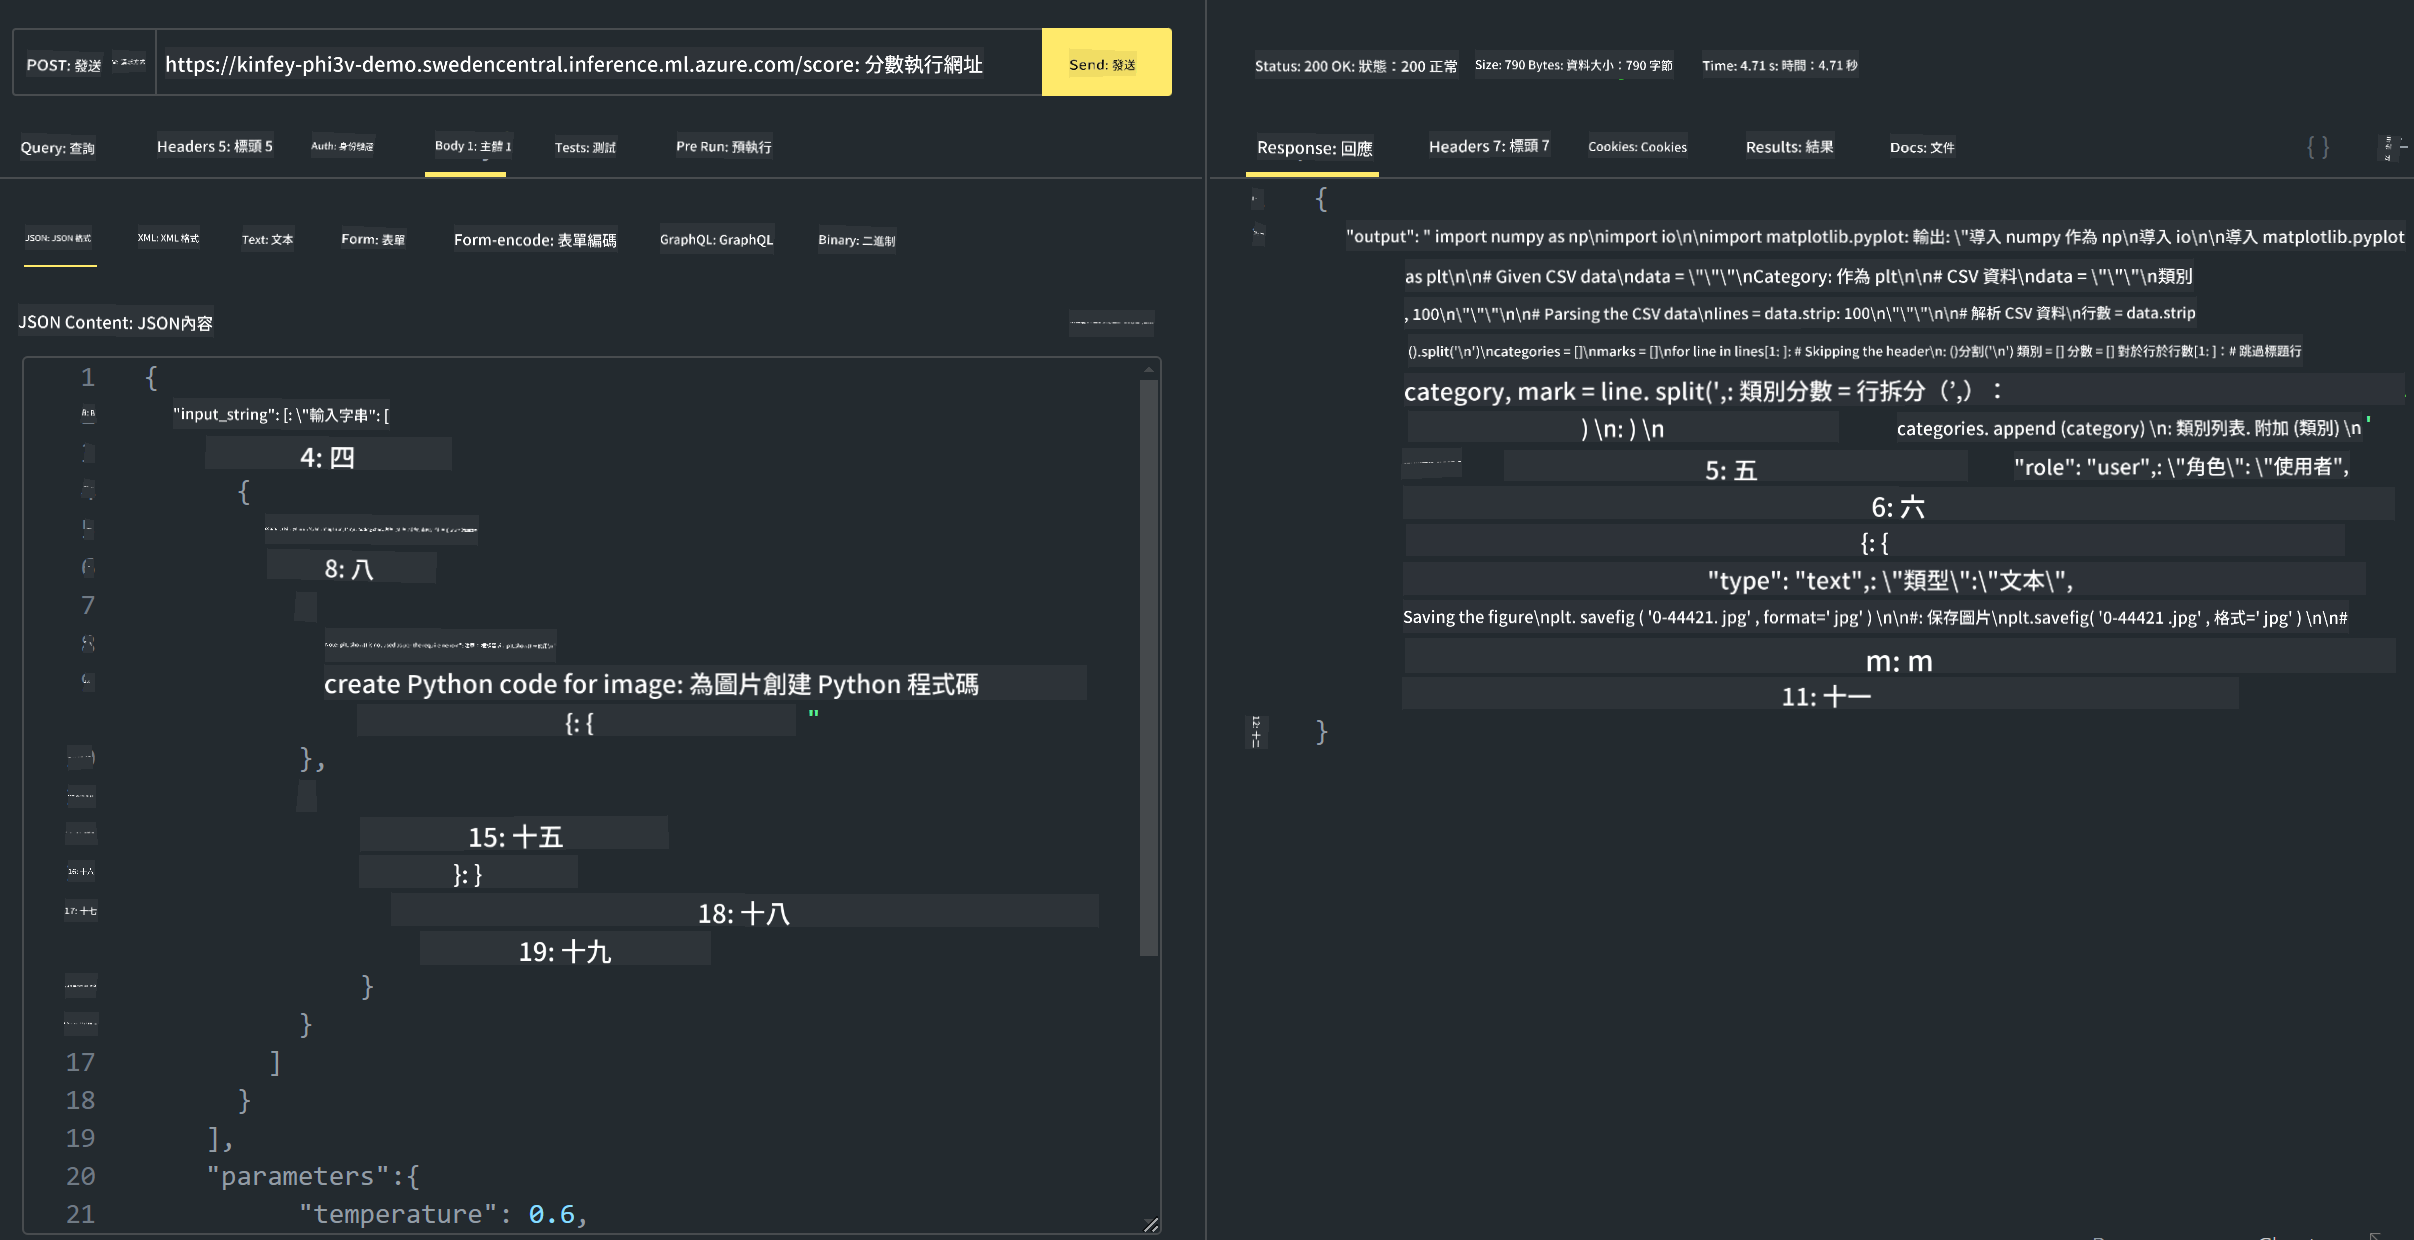 POST: 發送
https://kinfey-phi3v-demo.swedencentral.inference.ml.azure.com/score: 分數執行網址
Send: 發送
Query: 查詢
Headers 5: 標頭 5
Auth: 身份驗證
Body 1: 主體 1
Tests: 測試
Pre Run: 預執行
JSON: JSON 格式
XML: XML 格式
Text: 文本
Form: 表單
Form-encode: 表單編碼
GraphQL: GraphQL
Binary: 二進制
JSON Content: JSON內容
1 {
"input_string": [: \"輸入字串": [
4: 四
{
8: 八
7
8
create Python code for image: 為圖片創建 Python 程式碼
{: { "
},
15: 十五
}: }
16: 十六
17: 十七
18: 十八
19: 十九
}
}
17 ]
18 }
19 ],
20 "parameters":{
21 "temperature": 0.6,
Status: 200 OK: 狀態：200 正常
Size: 790 Bytes: 資料大小：790 字節
Time: 4.71 s: 時間：4.71 秒
Response: 回應
Headers 7: 標頭 7
Cookies: Cookies
Results: 結果
Docs: 文件
{ }
{
"output": " import numpy as np\nimport io\n\nimport matplotlib.pyplot: 輸出: \"導入 numpy 作為 np\n導入 io\n\n導入 matplotlib.pyplot
as plt\n\n# Given CSV data\ndata = \"\"\"\nCategory: 作為 plt\n\n# CSV 資料\ndata = \"\"\"\n類別
, 100\n\"\"\"\n\n# Parsing the CSV data\nlines = data.strip: 100\n\"\"\"\n\n# 解析 CSV 資料\n行數 = data.strip
().split('\n')\ncategories = []\nmarks = []\nfor line in lines[1: ]: # Skipping the header\n: ()分割('\n') 類別 = [] 分數 = [] 對於行於行數[1: ]：# 跳過標題行
category, mark = line. split(',: 類別分數 = 行拆分（’,）：
) \n: ) \n
categories. append (category) \n: 類別列表. 附加 (類別) \n '
5: 五
"role": "user",: \"角色\": \"使用者",
6: 六
{: {
"type": "text",: \"類型\":\"文本\",
Saving the figure\nplt. savefig ( '0-44421. jpg' , format=' jpg' ) \n\n#: 保存圖片\nplt.savefig( '0-44421 .jpg' , 格式=' jpg' ) \n\n#
m: m
11: 十一
12: 十二
}